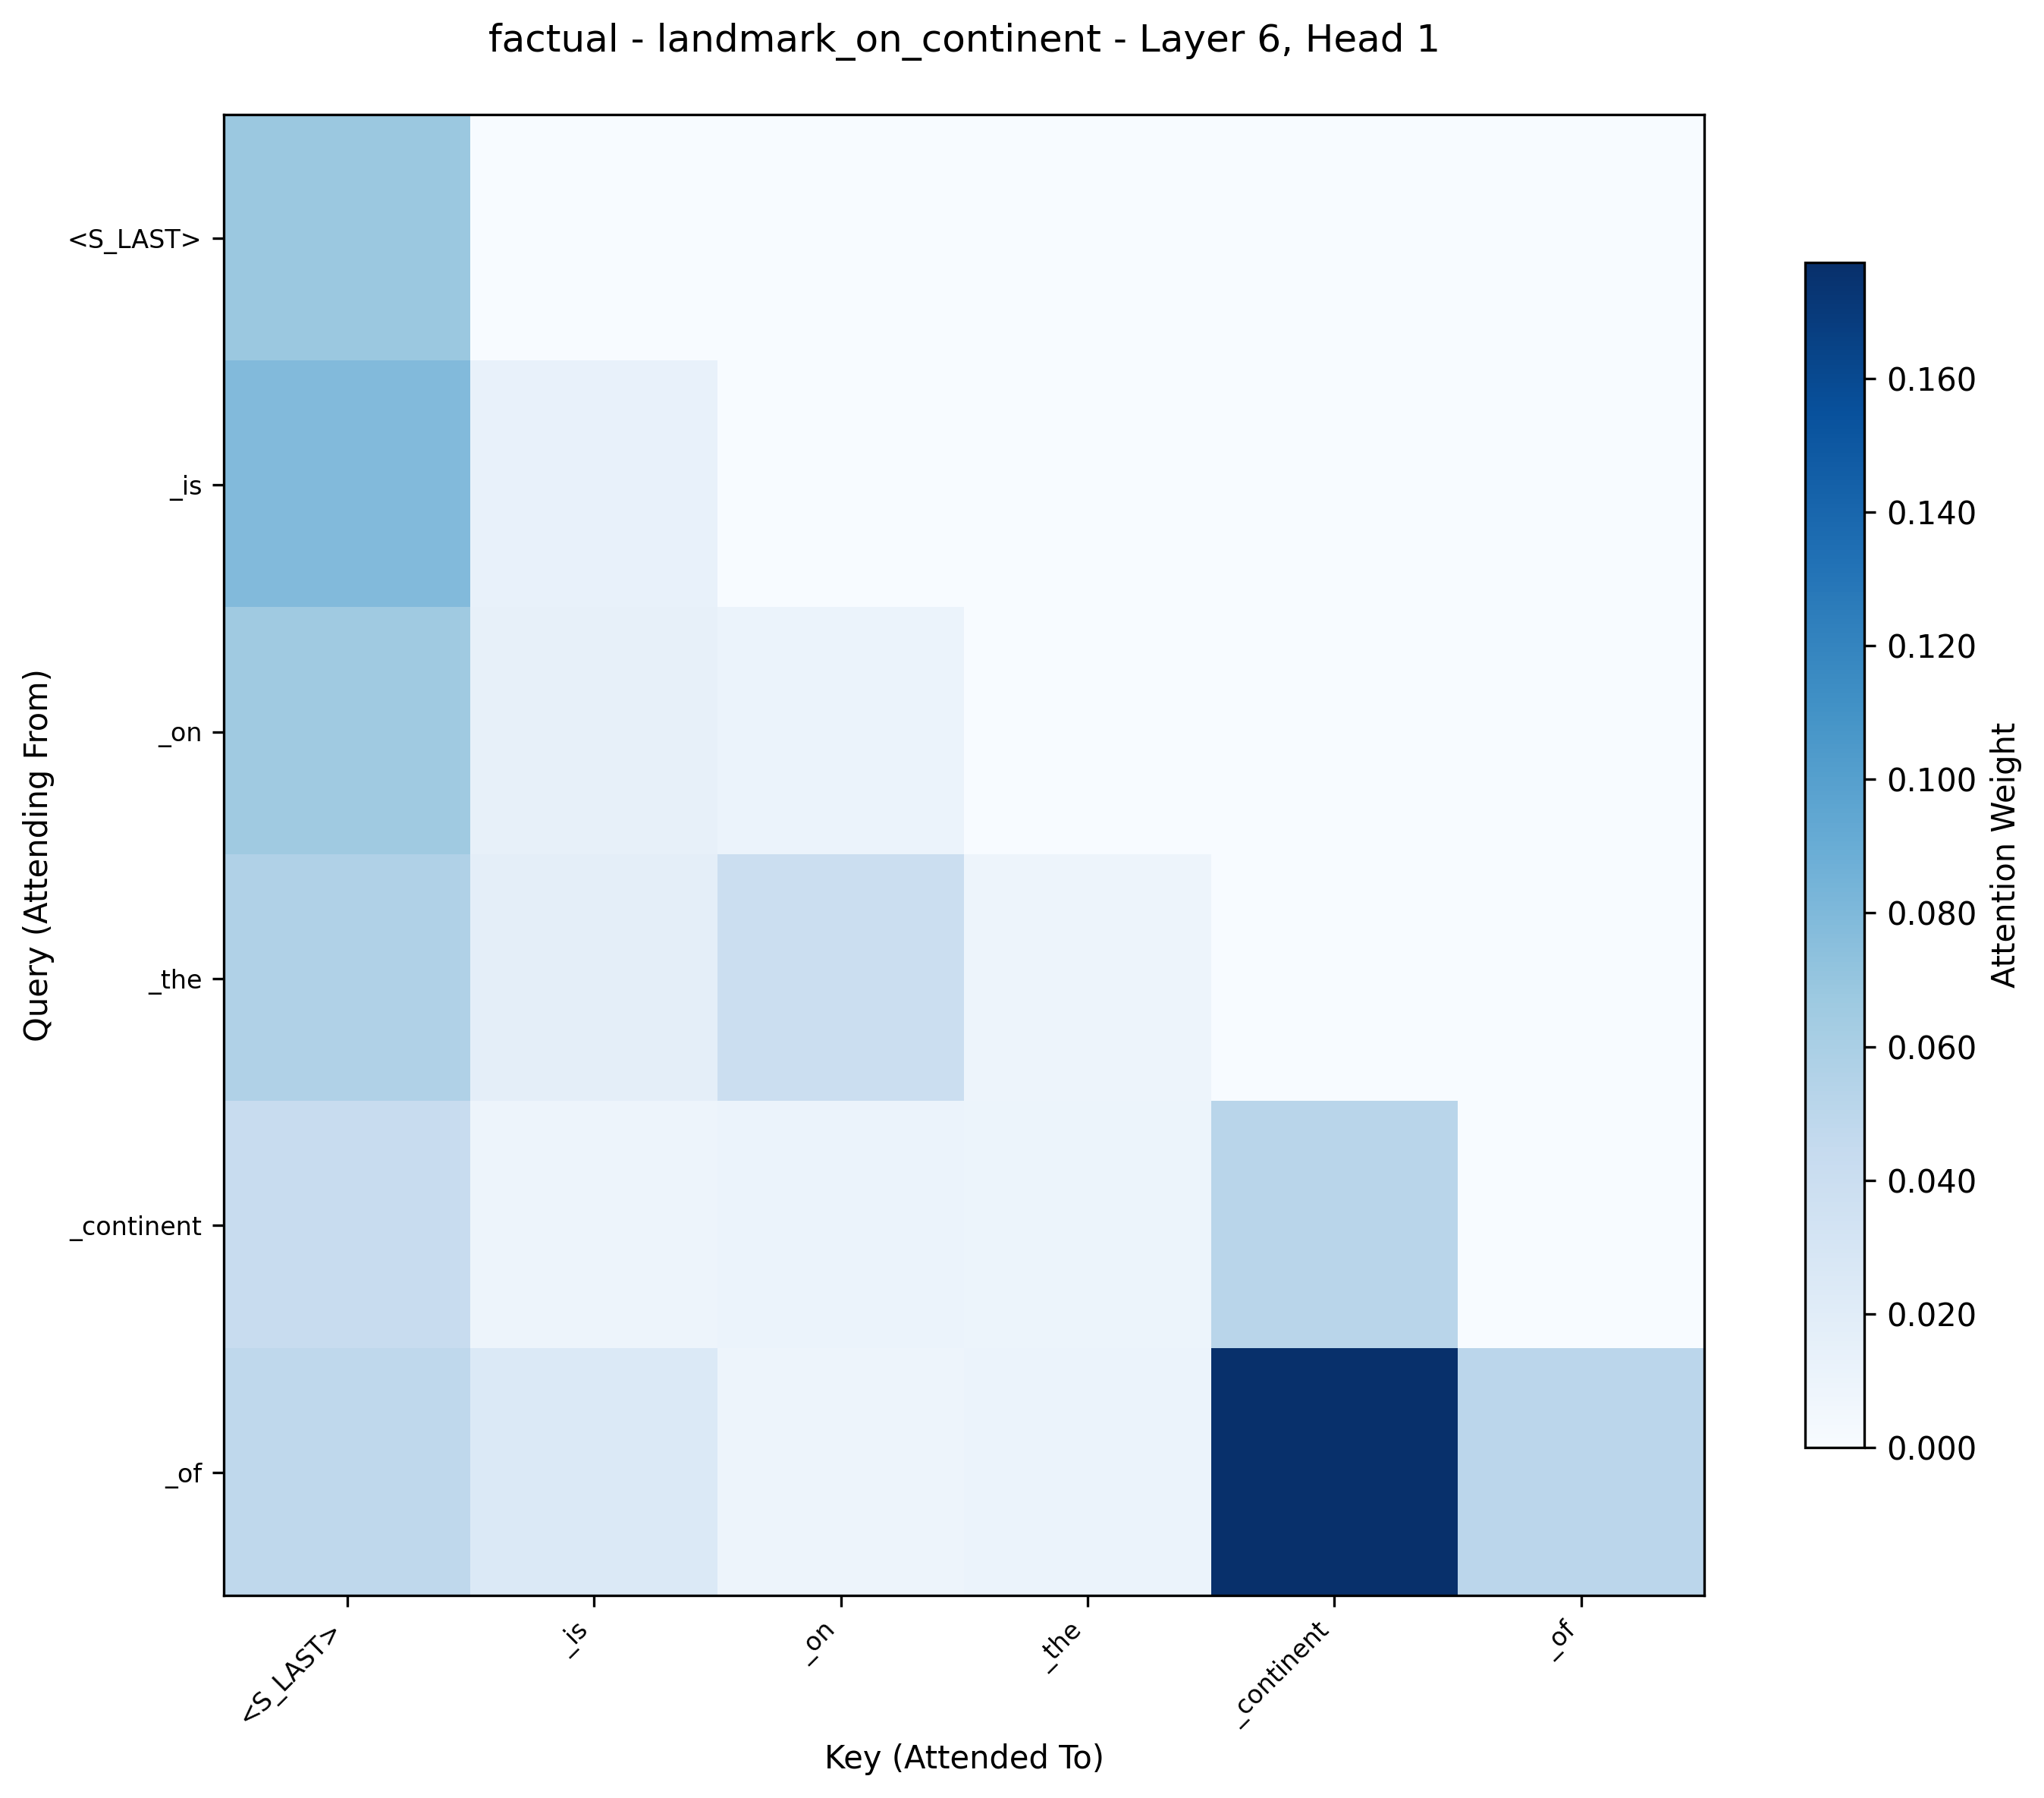 factual - landmark_on_continent - Layer 6, Head 1
<S_LAST>
_is
_on
_the
_continent
_of
Query (Attending From)
<S_LAST>
_is
_on
_the
_continent
_of
Key (Attended To)
0.160
0.140
0.120
0.100
0.080
0.060
0.040
0.020
0.000
Attention Weight